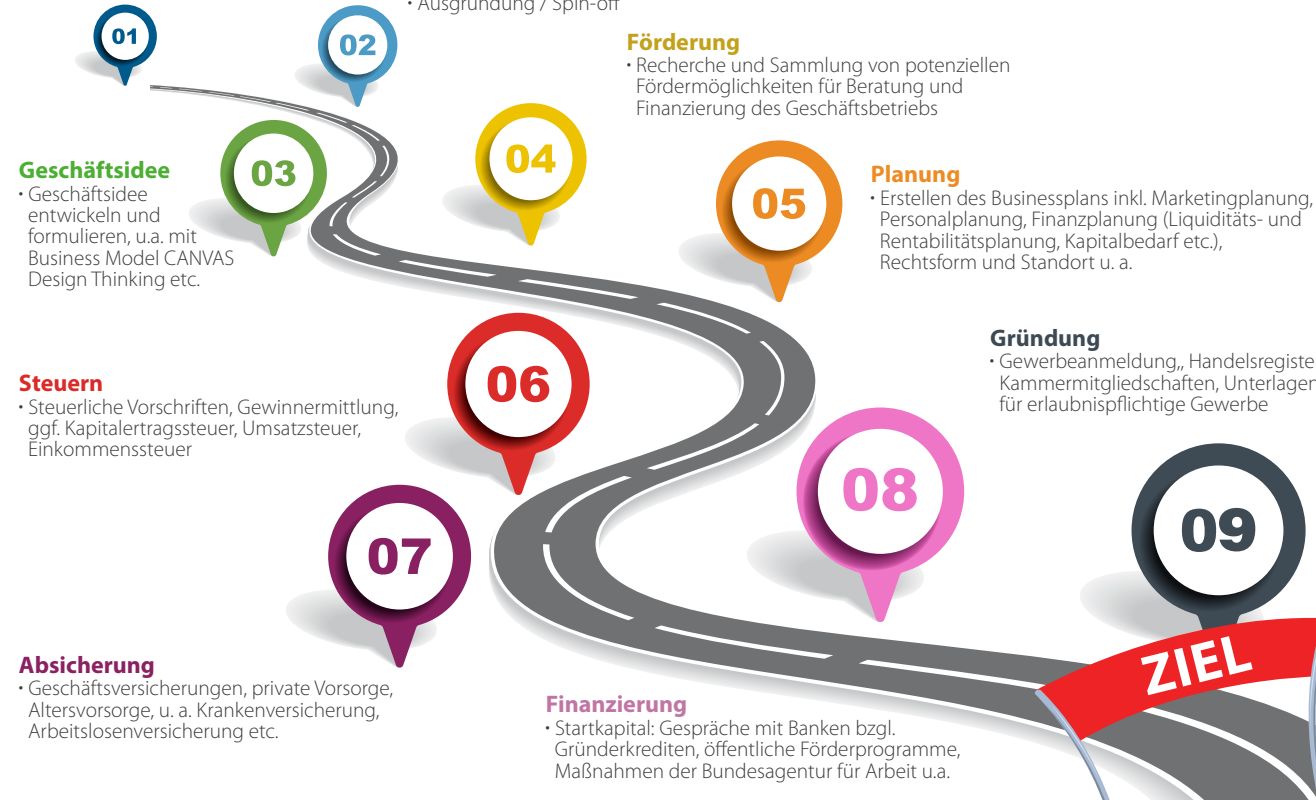 • Ausgründung / Spin-off
01
02
Förderung
• Recherche und Sammlung von potenziellen
Fördermöglichkeiten für Beratung und
Finanzierung des Geschäftsbetriebs
03
Geschäftsidee
• Geschäftsidee
entwickeln und
formulieren, u.a. mit
Business Model CANVAS
Design Thinking etc.
04
05
Planung
• Erstellen des Businessplans inkl. Marketingplanung,
Personalplanung, Finanzplanung (Liquiditäts- und
Rentabilitätsplanung, Kapitalbedarf etc.),
Rechtsform und Standort u. a.
06
Steuern
• Steuerliche Vorschriften, Gewinnermittlung,
ggf. Kapitalertragssteuer, Umsatzsteuer,
Einkommenssteuer
Gründung
• Gewerbeanmeldung,, Handelsregiste
Kammermitgliedschaften, Unterlagen
für erlaubnispflichtige Gewerbe
07
08
09
Absicherung
• Geschäftsversicherungen, private Vorsorge,
Altersvorsorge, u. a. Krankenversicherung,
Arbeitslosenversicherung etc.
Finanzierung
• Startkapital: Gespräche mit Banken bzgl.
Gründerkrediten, öffentliche Förderprogramme,
Maßnahmen der Bundesagentur für Arbeit u.a.
ZIEL